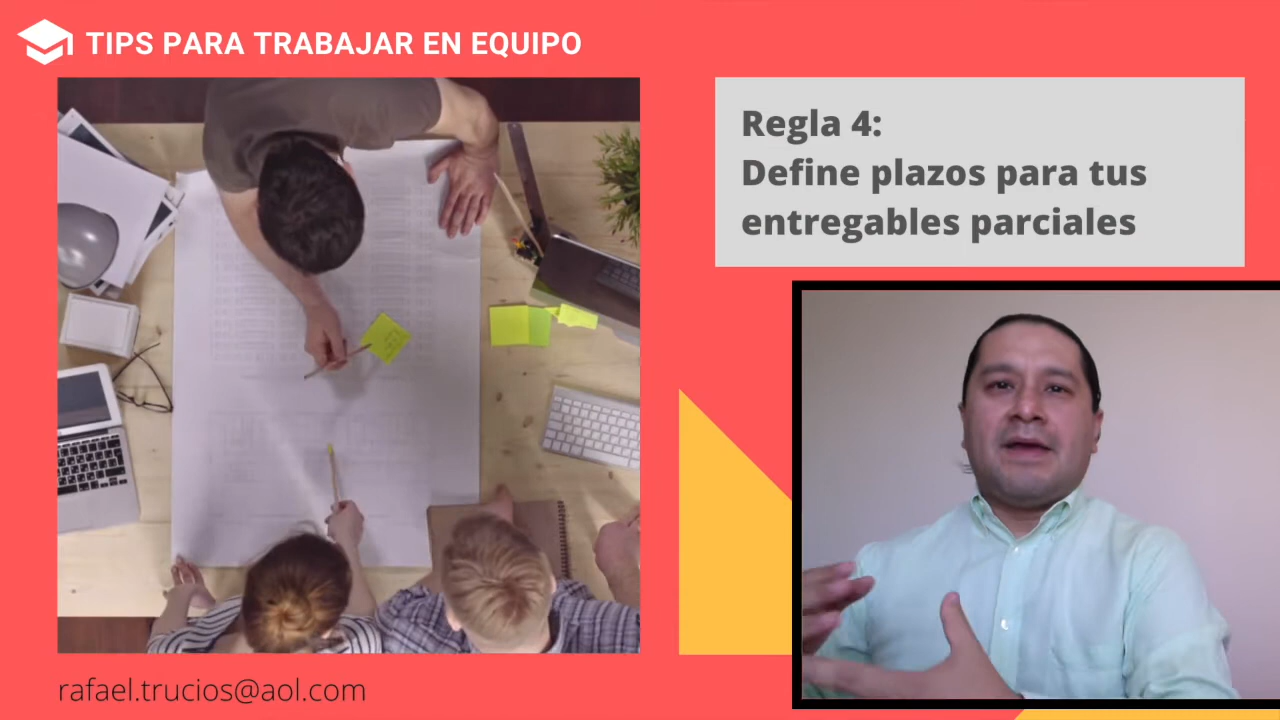 TIPS PARA TRABAJAR EN EQUIPO
Regla 4:
Define plazos para tus
entregables parciales
rafael.trucios@aol.com